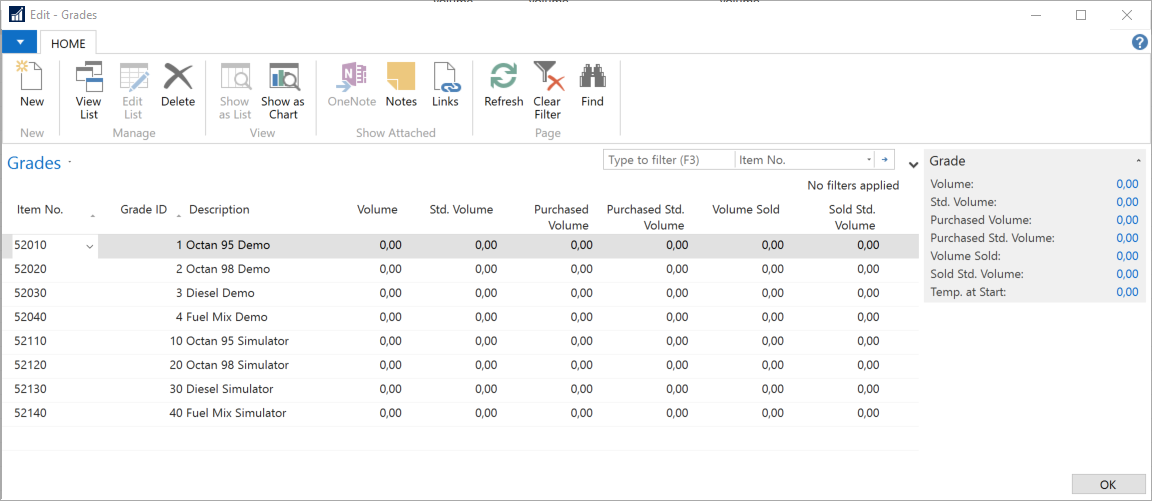 Edit - Grades
HOME
New
View List
Edit List
Delete
Show as List
Show as Chart
OneNote
Notes
Links
Refresh
Clear Filter
Find
New
Manage
View
Show Attached
Page
Grades
Type to filter (F3) Item No.
No filters applied
Item No. Grade ID Description Volume Std. Volume Purchased Volume Purchased Std. Volume Volume Sold Sold Std. Volume
52010 1 Octan 95 Demo 0,00 0,00 0,00 0,00 0,00 0,00
52020 2 Octan 98 Demo 0,00 0,00 0,00 0,00 0,00 0,00
52030 3 Diesel Demo 0,00 0,00 0,00 0,00 0,00 0,00
52040 4 Fuel Mix Demo 0,00 0,00 0,00 0,00 0,00 0,00
52110 10 Octan 95 Simulator 0,00 0,00 0,00 0,00 0,00 0,00
52120 20 Octan 98 Simulator 0,00 0,00 0,00 0,00 0,00 0,00
52130 30 Diesel Simulator 0,00 0,00 0,00 0,00 0,00 0,00
52140 40 Fuel Mix Simulator 0,00 0,00 0,00 0,00 0,00 0,00
Grade
Volume: 0,00
Std. Volume: 0,00
Purchased Volume: 0,00
Purchased Std. Volume: 0,00
Volume Sold: 0,00
Sold Std. Volume: 0,00
Temp. at Start: 0,00
OK